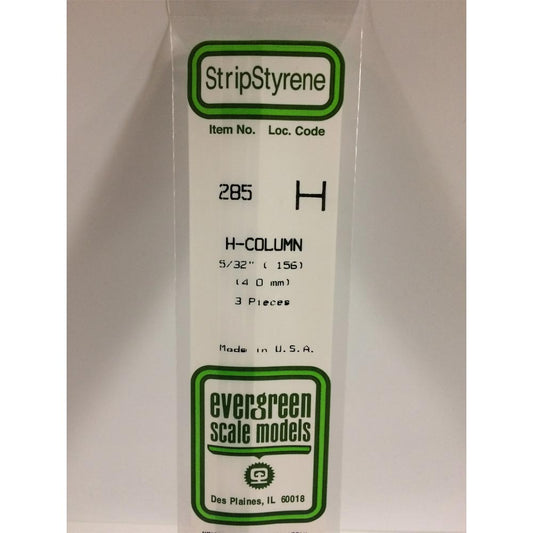 StripStyrene
Item No. Loc. Code
285 H
H-COLUMN
5/32" ( 156)
(4 0 mm)
3 Pieces
Made in U.S.A.
evergreen
scale models
Des Plaines, IL 60018